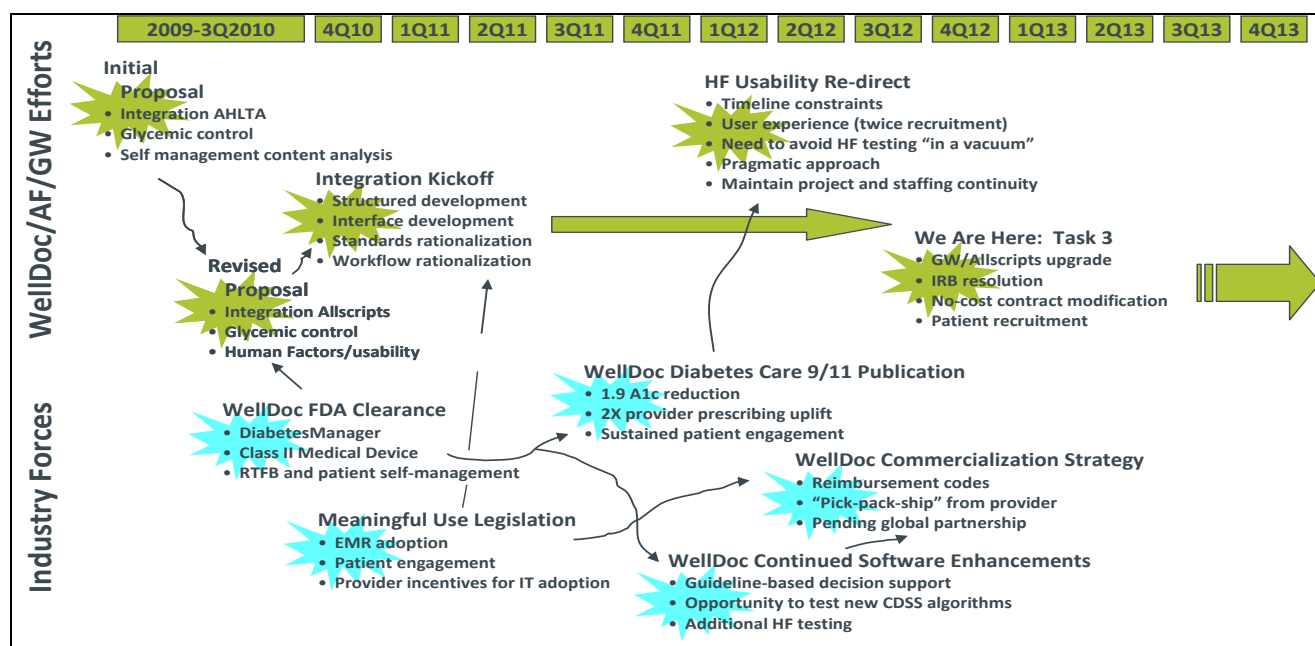 2009-3Q2010 4Q10 1Q11 2Q11 3Q11 4Q11 1Q12 2Q12 3Q12 4Q12 1Q13 2Q13 3Q13 4Q13
WellDoc/AF/GW Efforts
Initial
Proposal
• Integration AHLTA
• Glycemic control
• Self management content analysis
Integration Kickoff
• Structured development
• Interface development
• Standards rationalization
• Workflow rationalization
Revised
Proposal
• Integration Allscripts
• Glycemic control
• Human Factors/usability
HF Usability Re-direct
• Timeline constraints
• User experience (twice recruitment)
• Need to avoid HF testing “in a vacuum”
• Pragmatic approach
• Maintain project and staffing continuity
We Are Here: Task 3
• GW/Allscripts upgrade
• IRB resolution
• No-cost contract modification
• Patient recruitment
Industry Forces
WellDoc FDA Clearance
• DiabetesManager
• Class II Medical Device
• RTFB and patient self-management
WellDoc Diabetes Care 9/11 Publication
• 1.9 A1c reduction
• 2X provider prescribing uplift
• Sustained patient engagement
Meaningful Use Legislation
• EMR adoption
• Patient engagement
• Provider incentives for IT adoption
WellDoc Commercialization Strategy
• Reimbursement codes
• “Pick-pack-ship” from provider
• Pending global partnership
WellDoc Continued Software Enhancements
• Guideline-based decision support
• Opportunity to test new CDSS algorithms
• Additional HF testing